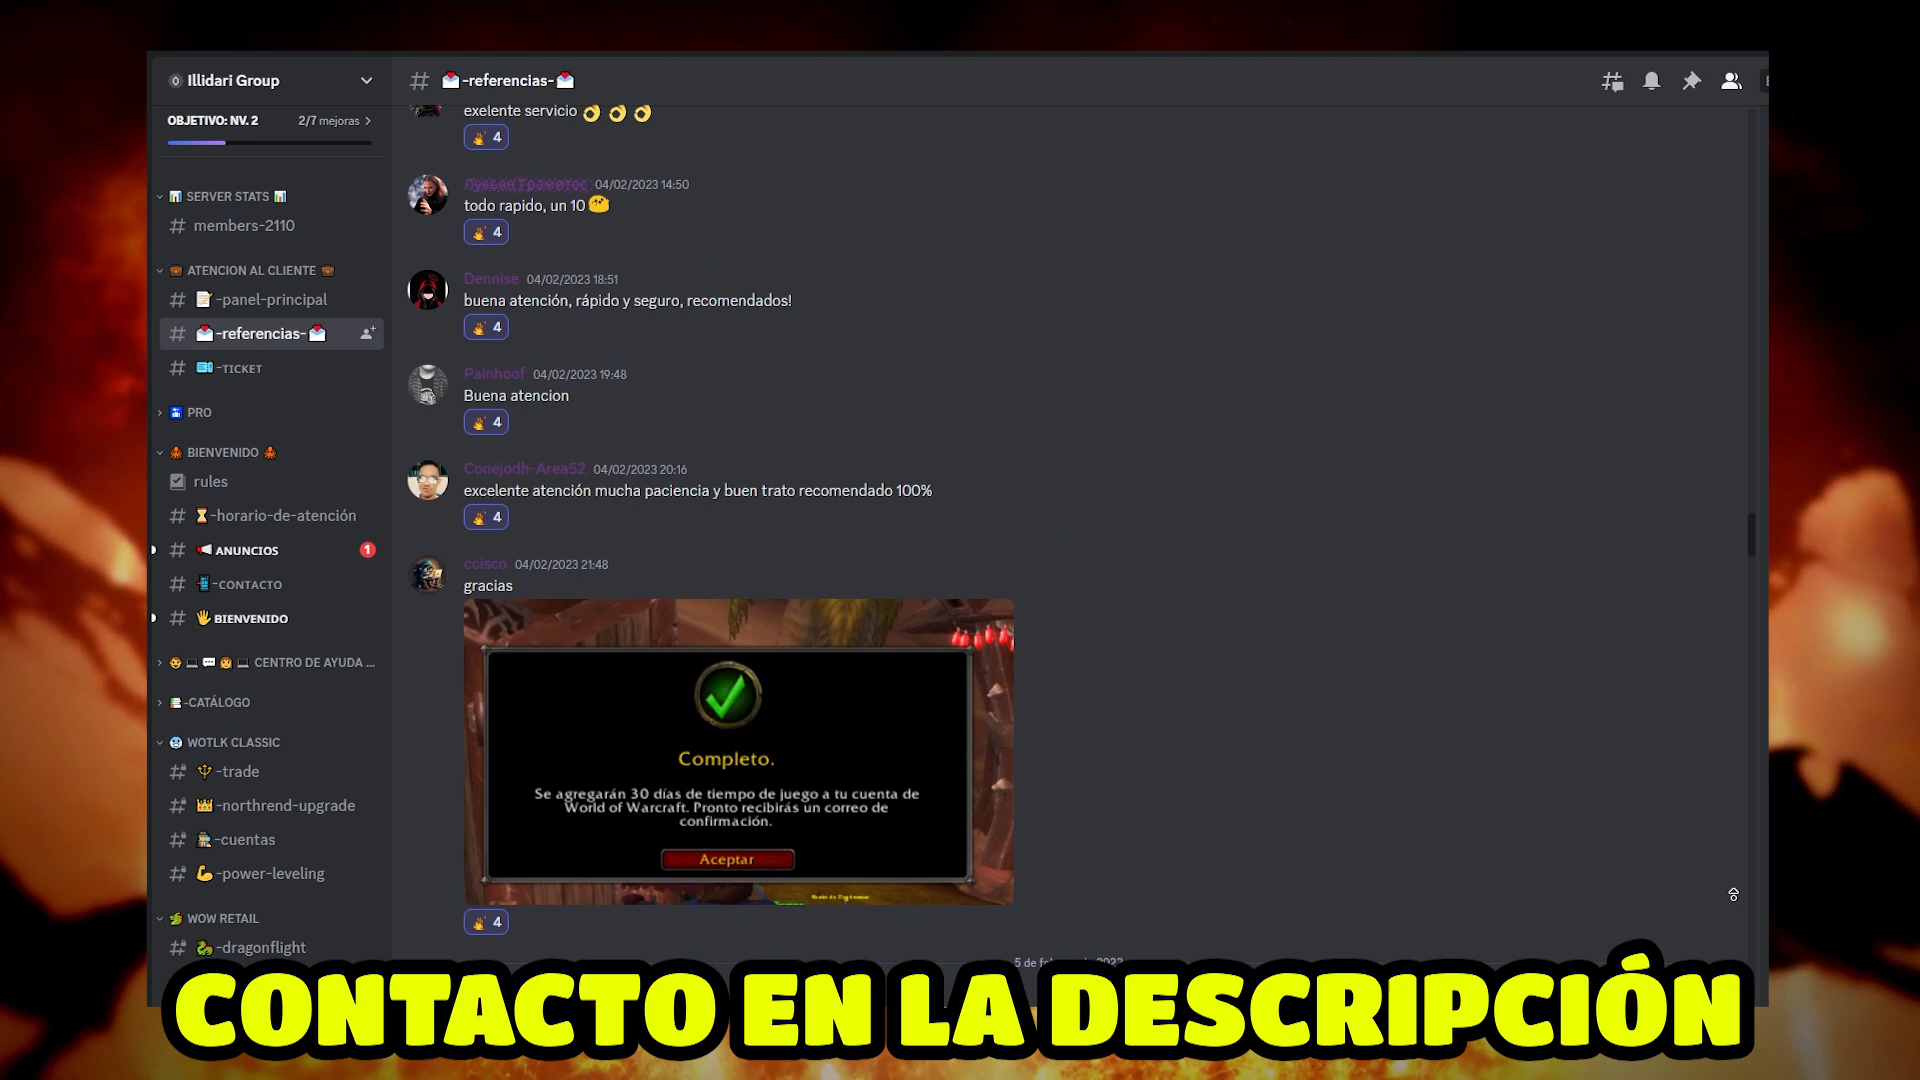 Illidari Group
OBJETIVO: NV. 2 2/7 mejoras
SERVER STATS
members-2110
ATENCION AL CLIENTE
-panel-principal
-referencias-
-TICKET
PRO
BIENVENIDO
rules
-horario-de-atención
ANUNCIOS 1
-CONTACTO
BIENVENIDO
CENTRO DE AYUDA ...
-CATÁLOGO
WOTLK CLASSIC
-trade
-northrend-upgrade
-cuentas
-power-leveling
WOW RETAIL
-dragonflight
-referencias-
exelente servicio
4
04/02/2023 14:50
todo rapido, un 10
4
Dennise 04/02/2023 18:51
buena atención, rápido y seguro, recomendados!
4
Painhoof 04/02/2023 19:48
Buena atencion
4
Conejodh-Area52 04/02/2023 20:16
excelente atención mucha paciencia y buen trato recomendado 100%
4
ccisco 04/02/2023 21:48
gracias
Completo.
Se agregarán 30 días de tiempo de juego a tu cuenta de
World of Warcraft. Pronto recibirás un correo de
confirmación.
Aceptar
4
CONTACTO EN LA DESCRIPCIÓN